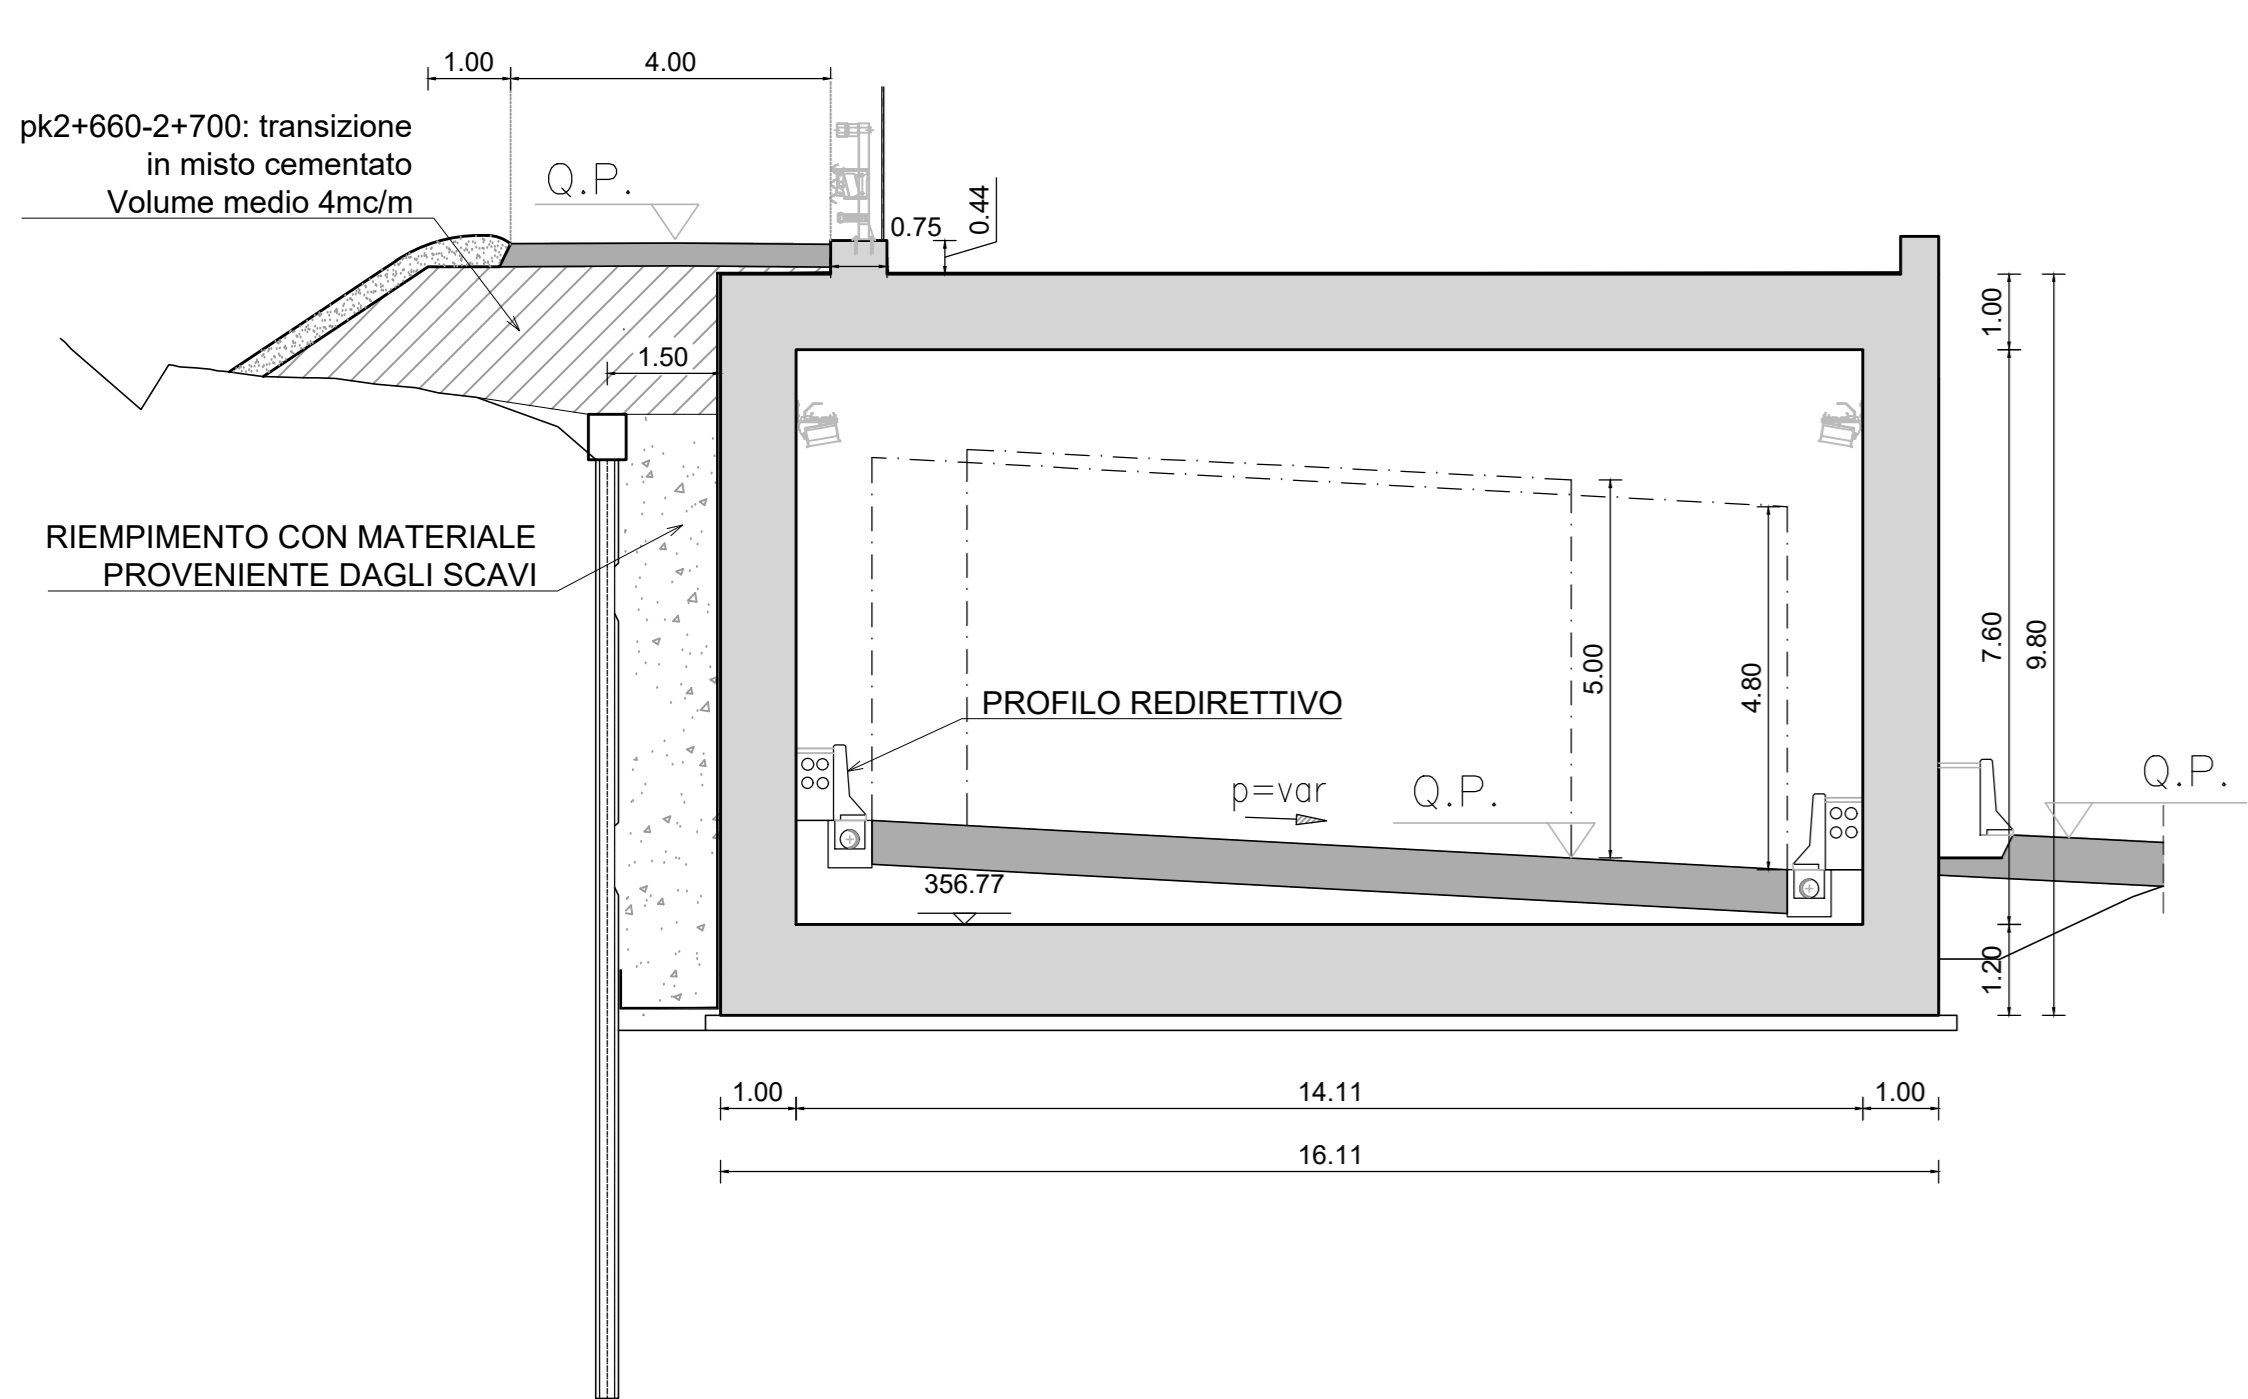 1.00
4.00
pk2+660-2+700: transizione
in misto cementato
Volume medio 4mc/m
Q.P.
0.75
0.44
1.00
1.50
RIEMPIMENTO CON MATERIALE
PROVENIENTE DAGLI SCAVI
7.60
9.80
5.00
4.80
PROFILO REDIRETTIVO
p=var
Q.P.
Q.P.
356.77
1.20
1.00
14.11
1.00
16.11